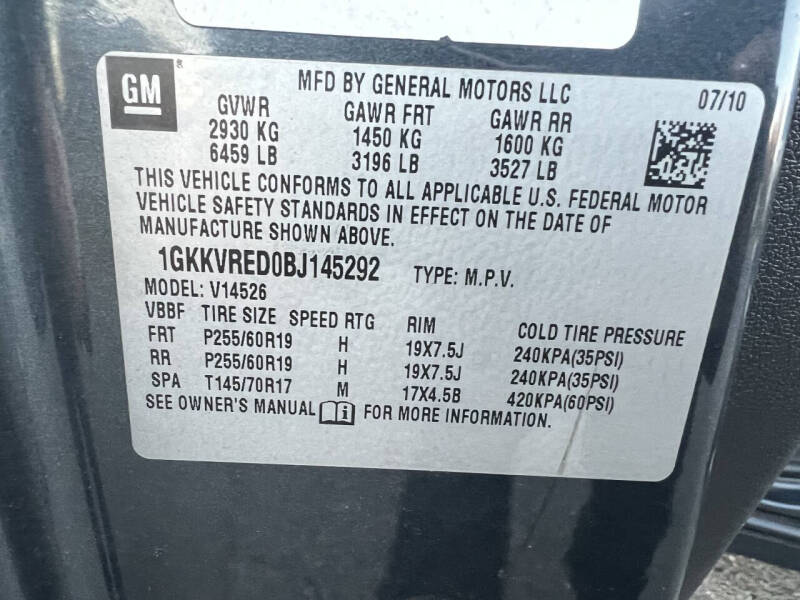 GM ®
MFD BY GENERAL MOTORS LLC 07/10
GVWR GAWR FRT GAWR RR
2930 KG 1450 KG 1600 KG
6459 LB 3196 LB 3527 LB
THIS VEHICLE CONFORMS TO ALL APPLICABLE U.S. FEDERAL MOTOR
VEHICLE SAFETY STANDARDS IN EFFECT ON THE DATE OF
MANUFACTURE SHOWN ABOVE.
1GKKVRED0BJ145292 TYPE: M.P.V.
MODEL: V14526
VBBF TIRE SIZE SPEED RTG RIM COLD TIRE PRESSURE
FRT P255/60R19 H 19X7.5J 240KPA(35PSI)
RR P255/60R19 H 19X7.5J 240KPA(35PSI)
SPA T145/70R17 M 17X4.5B 420KPA(60PSI)
SEE OWNER'S MANUAL i FOR MORE INFORMATION.